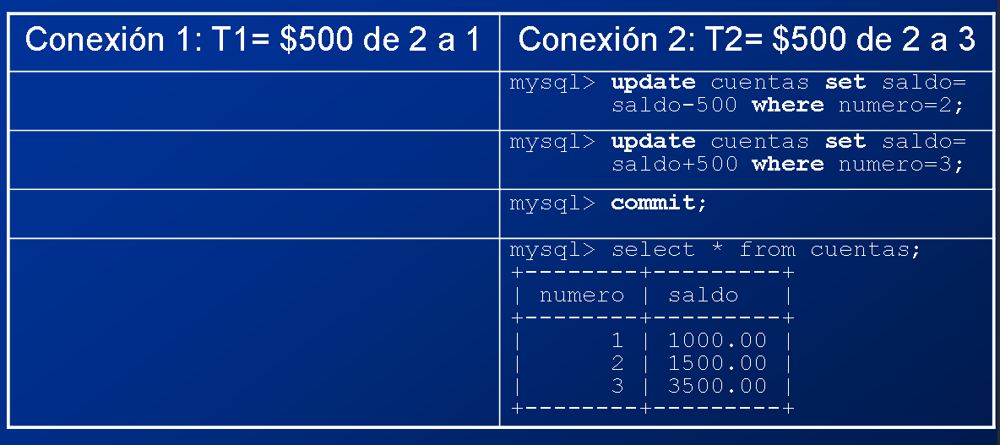 Conexión 1: T1= $500 de 2 a 1
Conexión 2: T2= $500 de 2 a 3
mysql> update cuentas set saldo=
saldo-500 where numero=2;
mysql> update cuentas set saldo=
saldo+500 where numero=3;
mysql> commit;
mysql> select * from cuentas;
+--------+---------+
| numero | saldo   |
+--------+---------+
|      1 | 1000.00 |
|      2 | 1500.00 |
|      3 | 3500.00 |
+--------+---------+